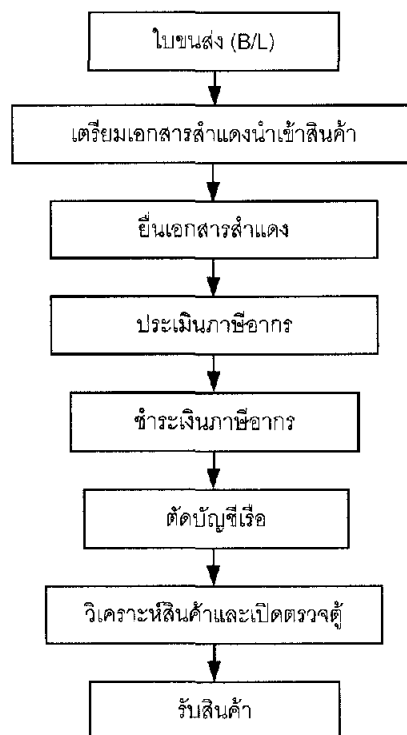 ใบขนส่ง (B/L)
เตรียมเอกสารสำแดงนำเข้าสินค้า
ยื่นเอกสารสำแดง
ประเมินภาษีอากร
ชำระเงินภาษีอากร
ตัดบัญชีเรือ
วิเคราะห์สินค้าและเปิดตรวจตู้
รับสินค้า